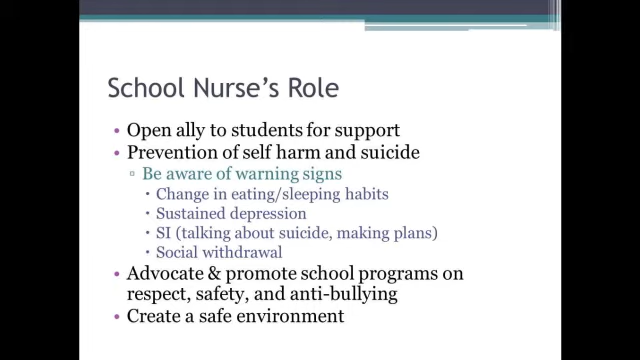 School Nurse's Role
• Open ally to students for support
• Prevention of self harm and suicide
▫ Be aware of warning signs
▪ Change in eating/sleeping habits
▪ Sustained depression
▪ SI (talking about suicide, making plans)
▪ Social withdrawal
• Advocate & promote school programs on
respect, safety, and anti-bullying
• Create a safe environment